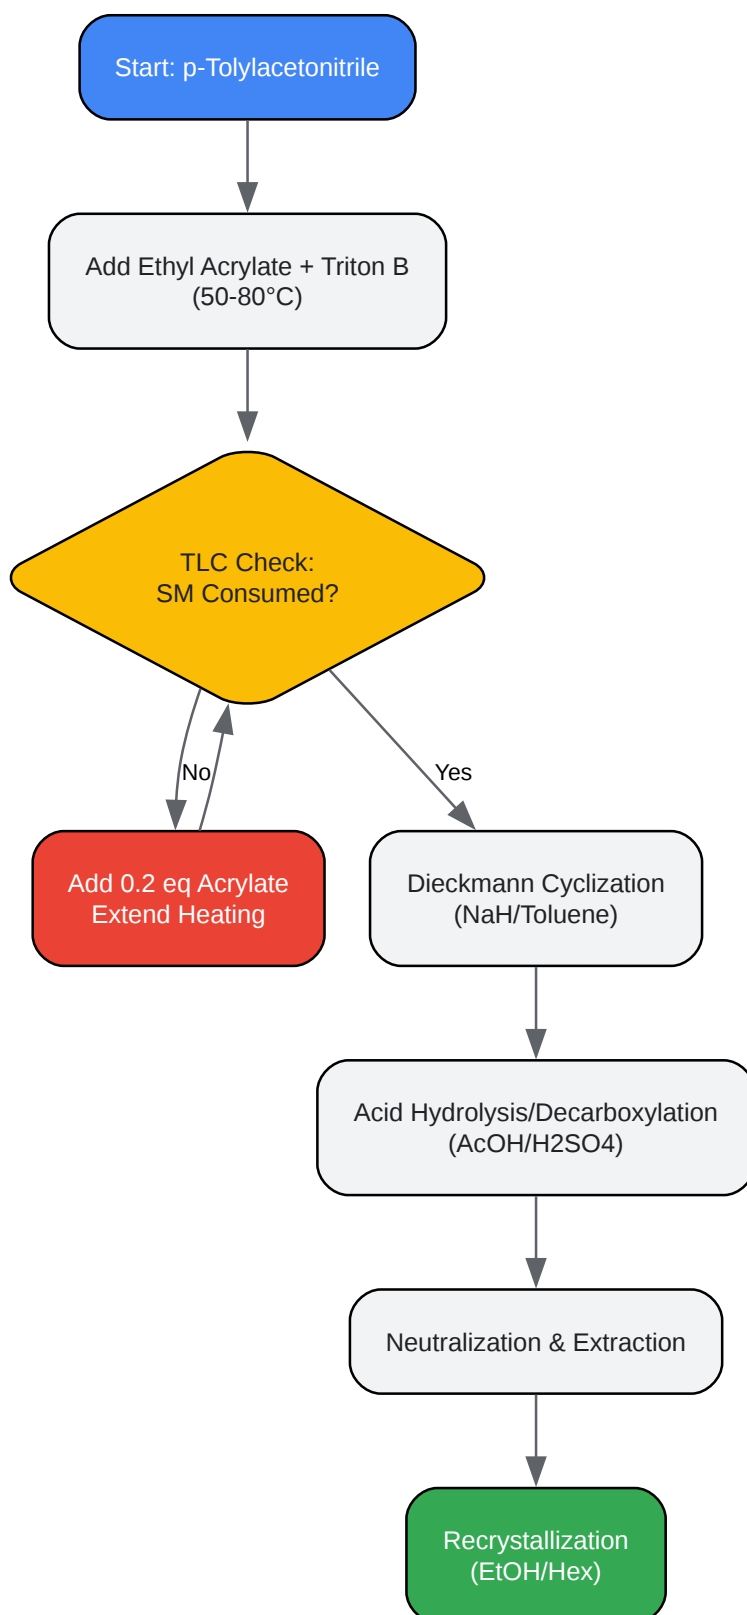 Start: p-Tolylacetonitrile
Add Ethyl Acrylate + Triton B
(50-80°C)
TLC Check:
SM Consumed?
No
Yes
Add 0.2 eq Acrylate
Extend Heating
Dieckmann Cyclization
(NaH/Toluene)
Acid Hydrolysis/Decarboxylation
(AcOH/H2SO4)
Neutralization & Extraction
Recrystallization
(EtOH/Hex)